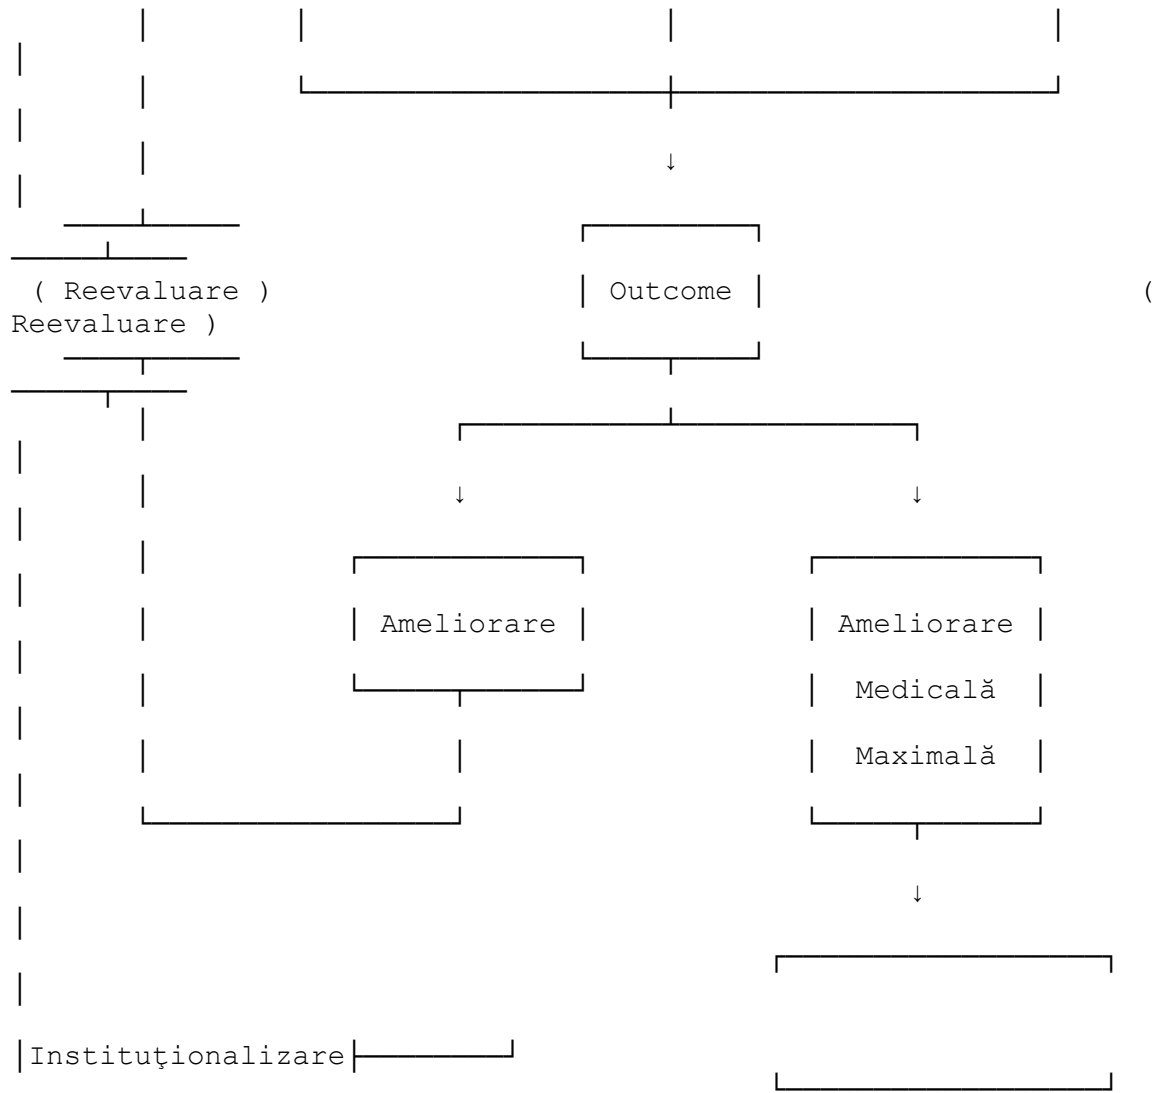 ( Reevaluare ) Outcome (
Reevaluare )
Ameliorare Ameliorare
Medicală
Maximală
Instituţionalizare